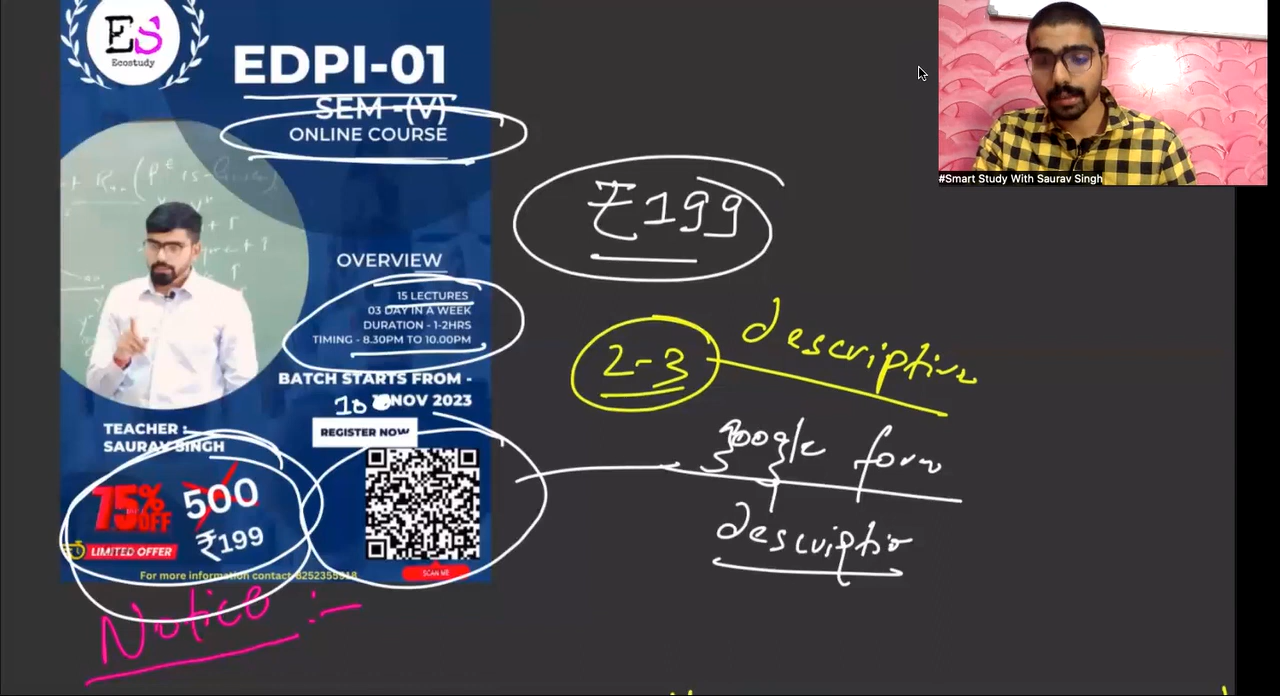 ES
Ecostudy
EDPI-01
SEM -(V)
ONLINE COURSE
OVERVIEW
15 LECTURES
03 DAY IN A WEEK
DURATION - 1-2HRS
TIMING - 8.30PM TO 10.00PM
BATCH STARTS FROM -
10 NOV 2023
REGISTER NOW
TEACHER :
SAURAV SINGH
75% OFF
500
₹199
LIMITED OFFER
SCAN ME
For more information contact
Notice :-
₹199
2-3 descriptive
google form
#Smart Study With Saurav Singh